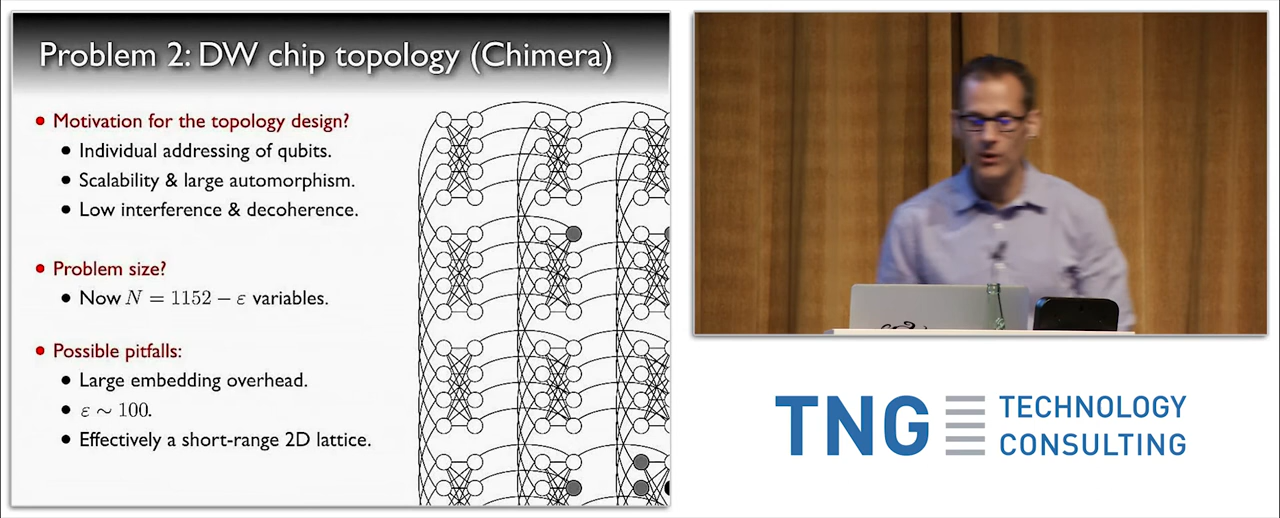 Problem 2: DW chip topology (Chimera)
• Motivation for the topology design?
• Individual addressing of qubits.
• Scalability & large automorphism.
• Low interference & decoherence.
• Problem size?
• Now N = 1152 − ε variables.
• Possible pitfalls:
• Large embedding overhead.
• ε ∼ 100.
• Effectively a short-range 2D lattice.
TNG TECHNOLOGY
CONSULTING